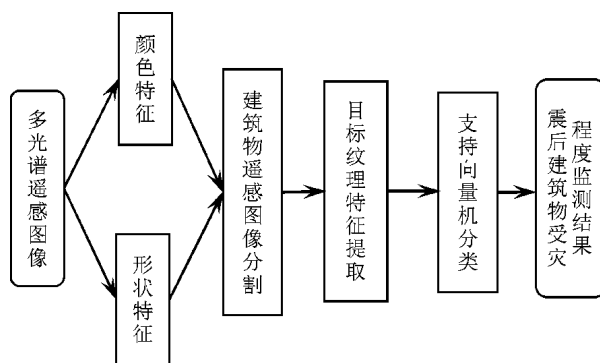 多光谱遥感图像
颜色特征
形状特征
建筑物遥感图像分割
目标纹理特征提取
支持向量机分类
震后建筑物受灾
程度监测结果